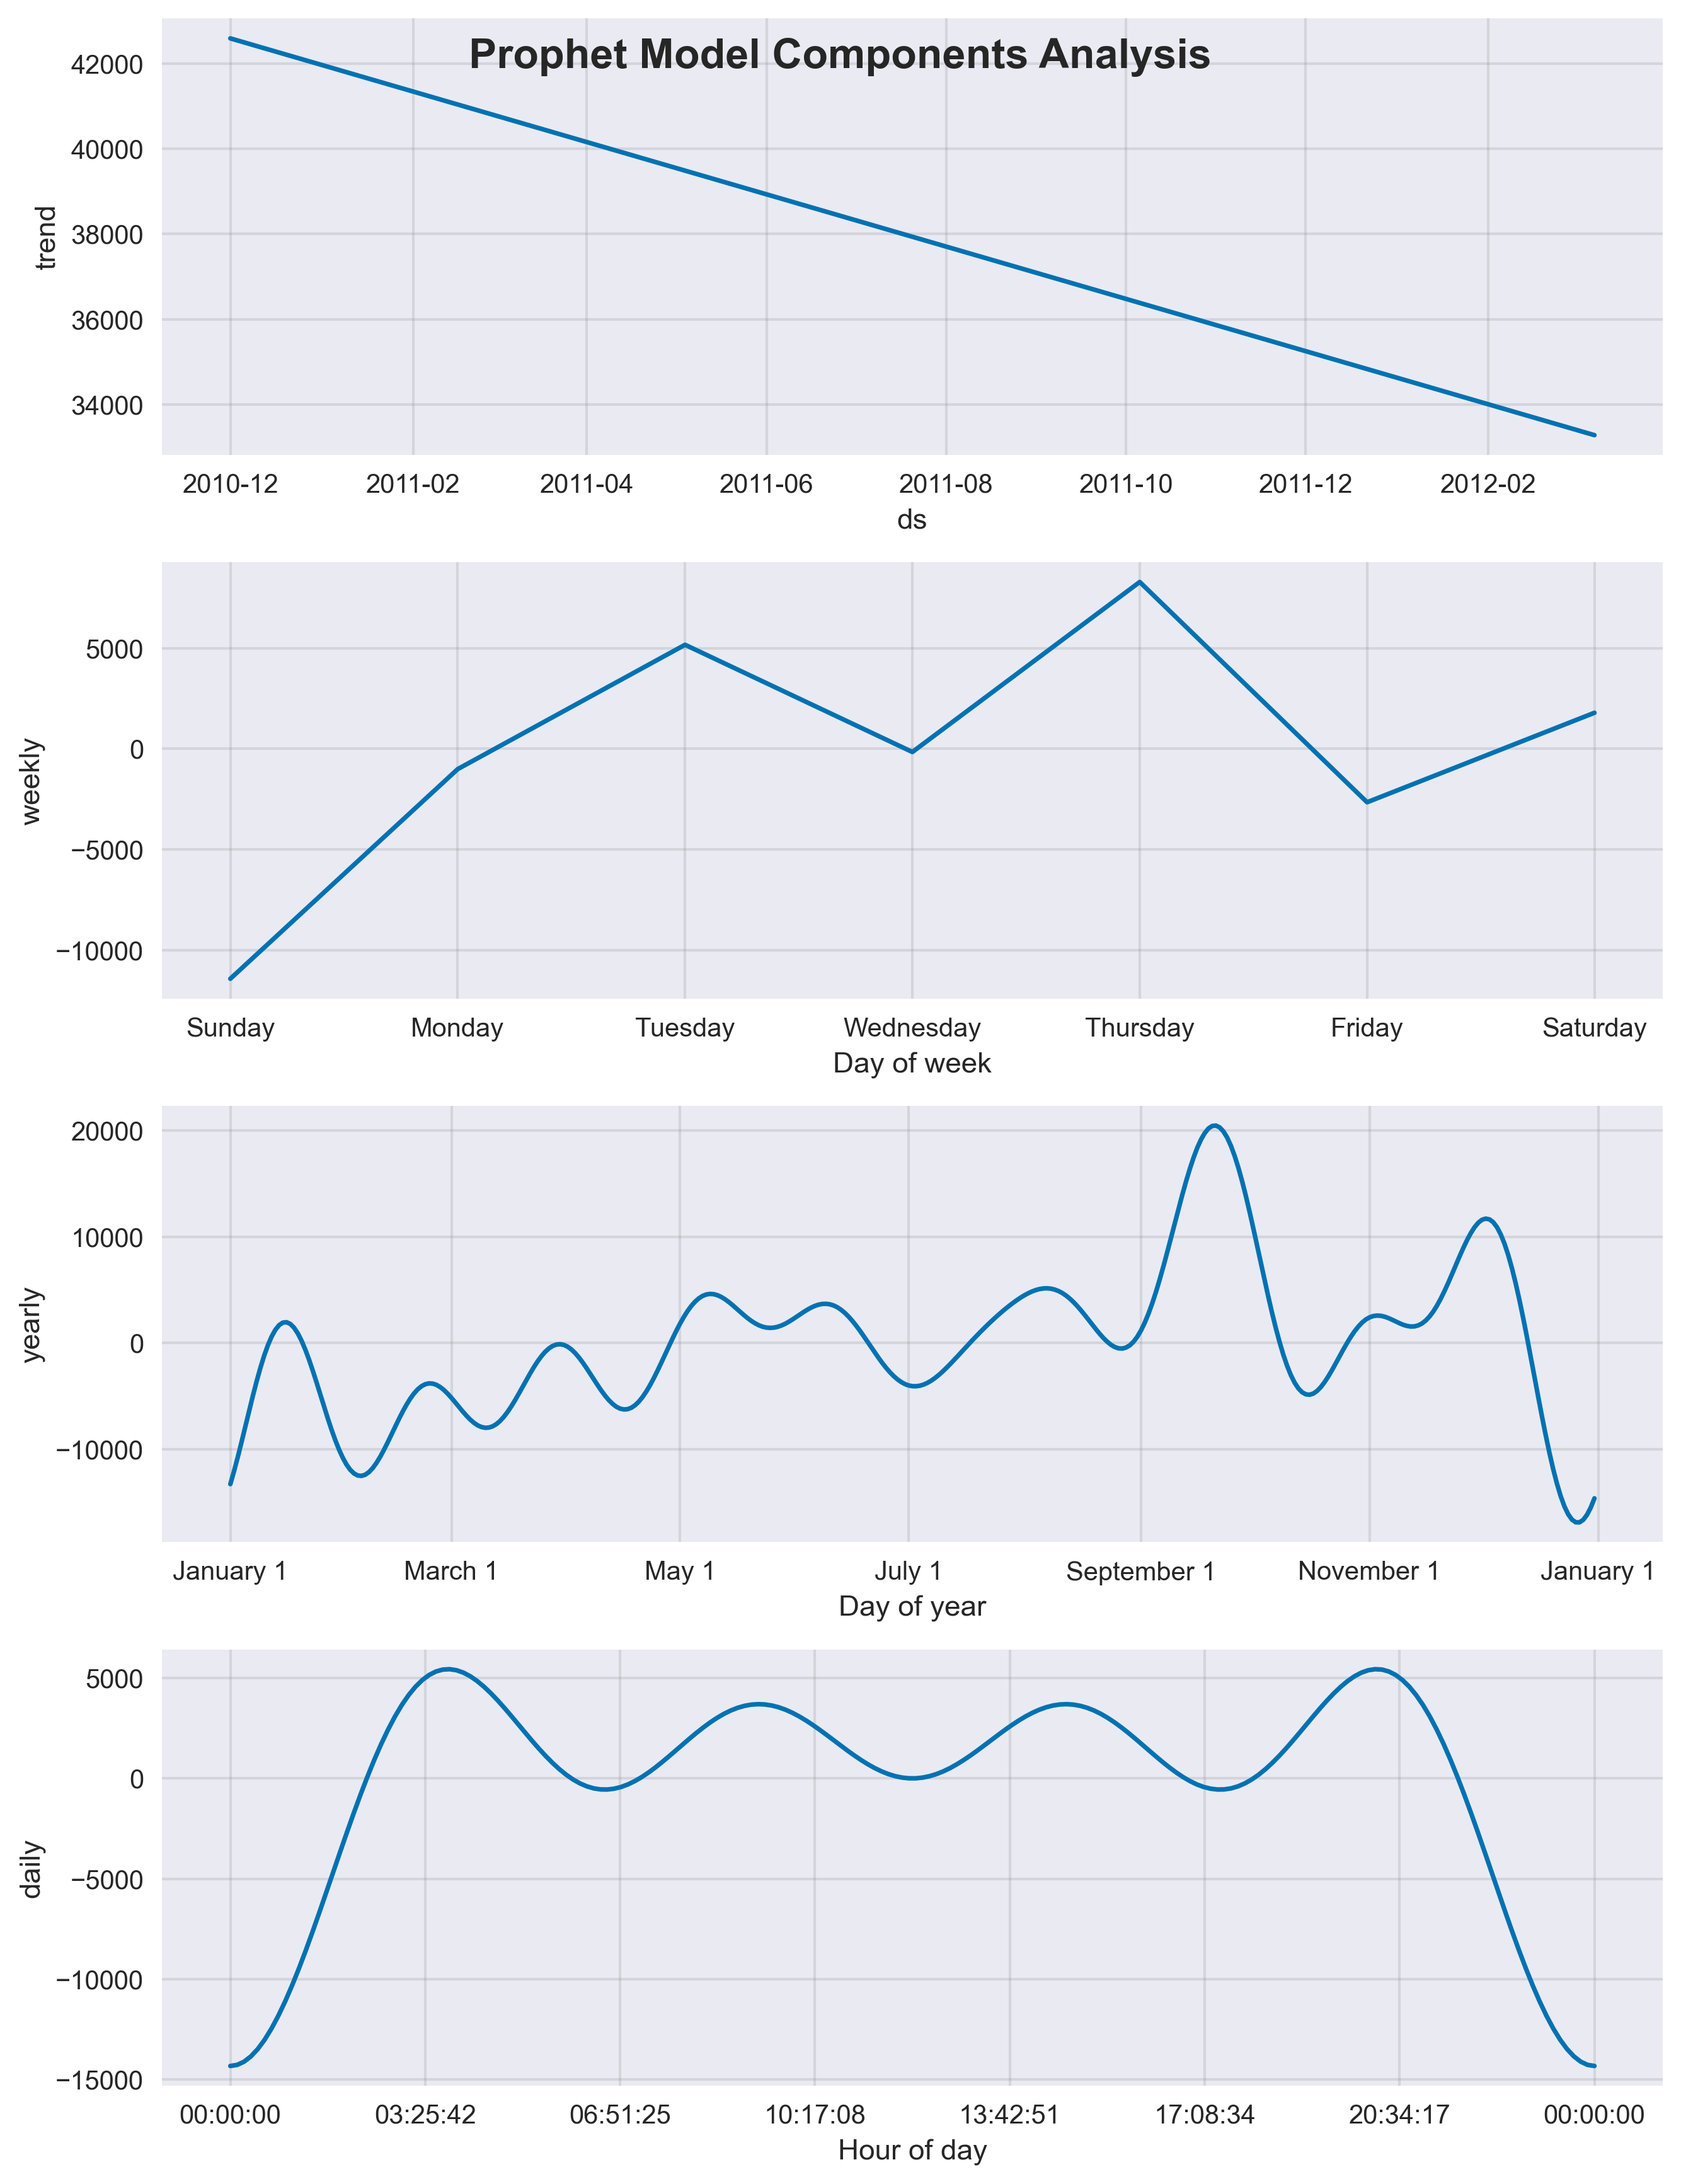 Prophet Model Components Analysis
42000
40000
38000
36000
34000
trend
2010-12 2011-02 2011-04 2011-06 2011-08 2011-10 2011-12 2012-02
ds
5000
0
−5000
−10000
weekly
Sunday Monday Tuesday Wednesday Thursday Friday Saturday
Day of week
20000
10000
0
−10000
yearly
January 1 March 1 May 1 July 1 September 1 November 1 January 1
Day of year
5000
0
−5000
−10000
−15000
daily
00:00:00 03:25:42 06:51:25 10:17:08 13:42:51 17:08:34 20:34:17 00:00:00
Hour of day